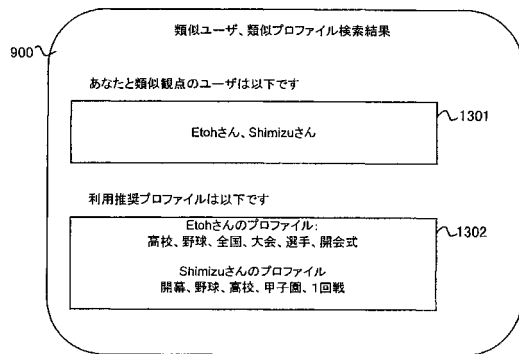 類似ユーザ、類似プロファイル検索結果
900
あなたと類似観点のユーザは以下です
1301
Etohさん、Shimizuさん
利用推奨プロファイルは以下です
1302
Etohさんのプロファイル:
高校、野球、全国、大会、選手、開会式
Shimizuさんのプロファイル
開幕、野球、高校、甲子園、1回戦